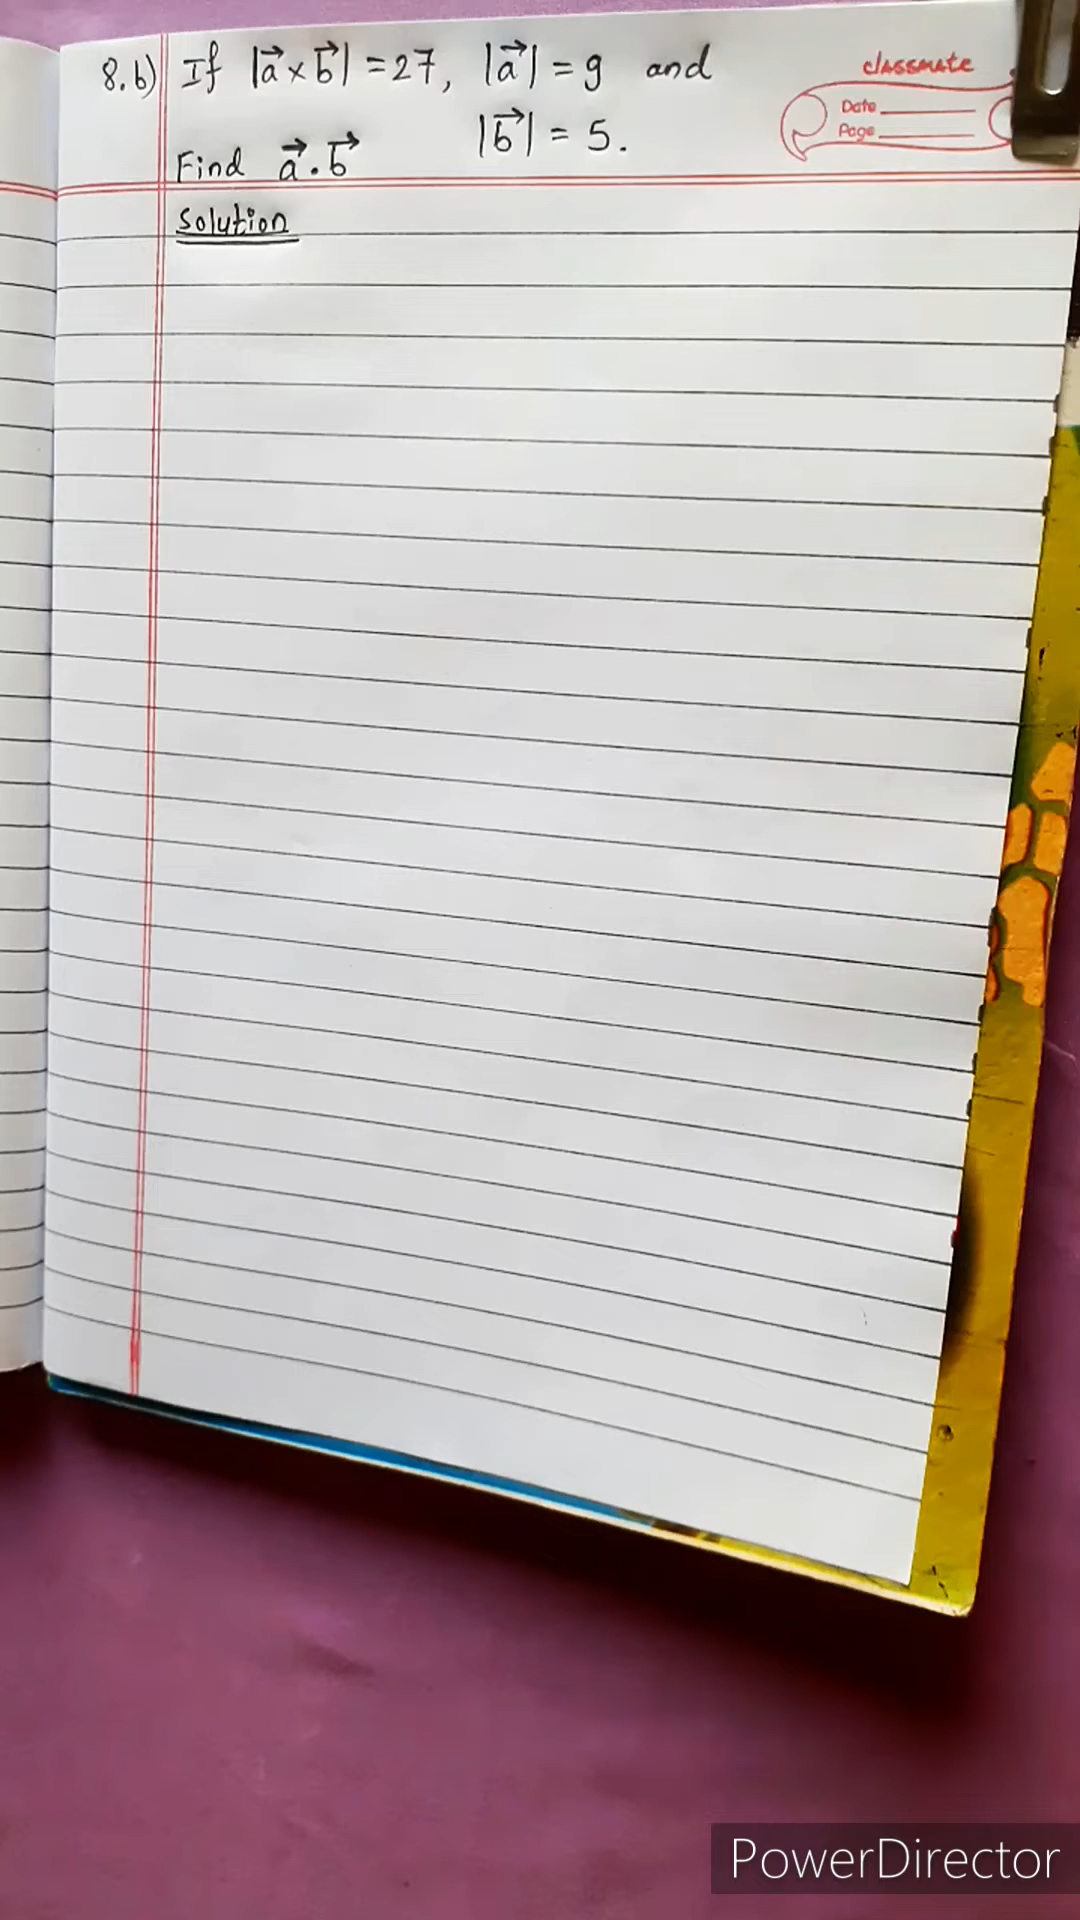 8.b) If |a⃗ × b⃗| = 27, |a⃗| = 9 and
|b⃗| = 5.
Find a⃗ . b⃗
Solution
classmate
Date
Page
PowerDirector